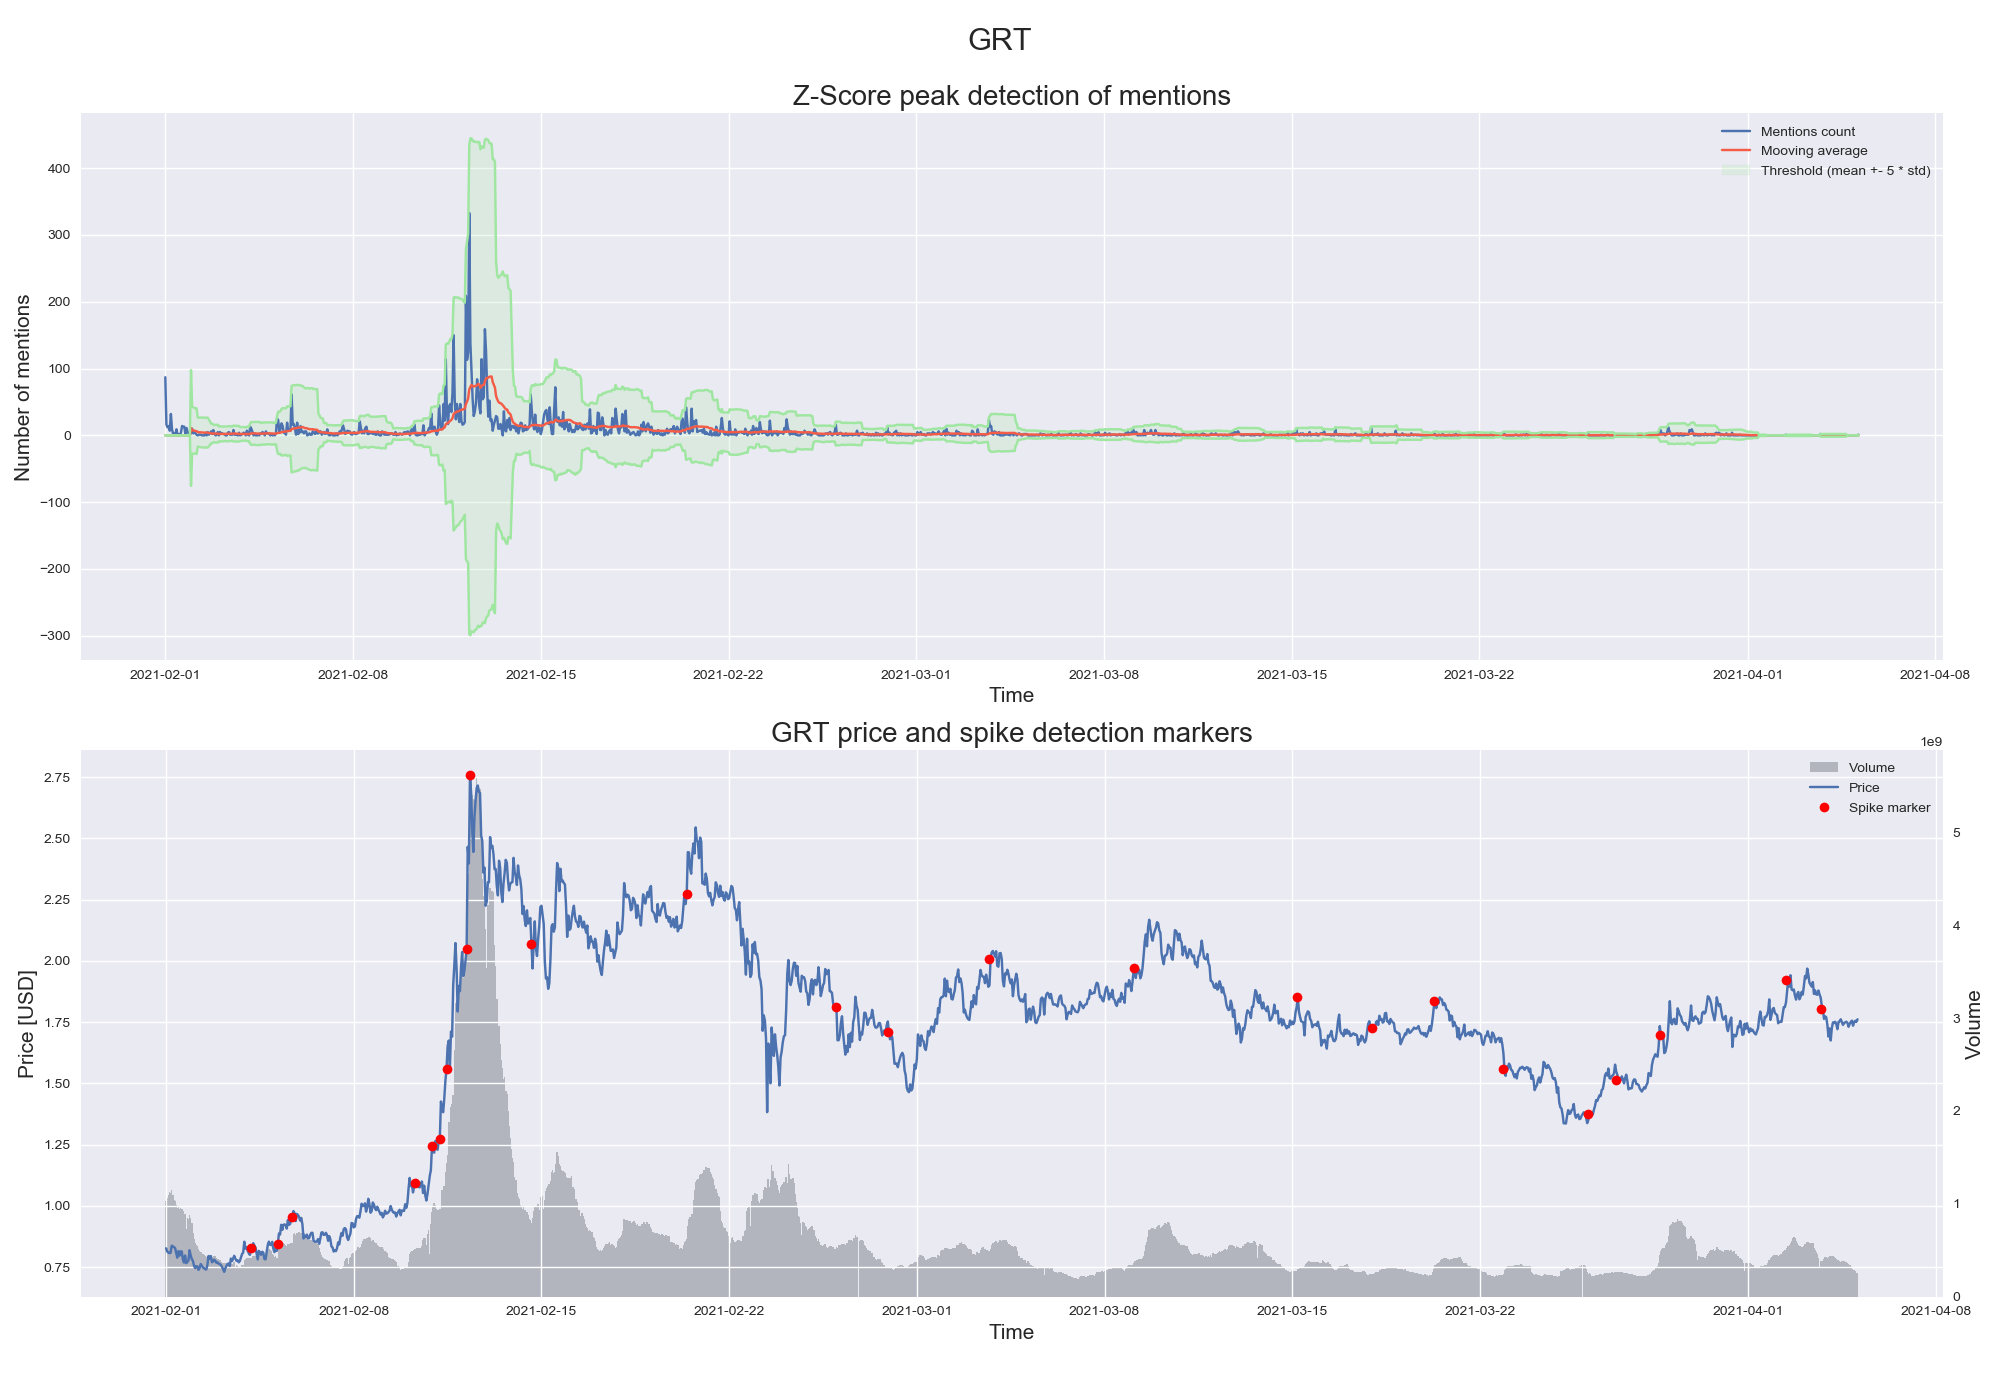 GRT
Z-Score peak detection of mentions
Mentions count
Mooving average
Threshold (mean +- 5 * std)
400
300
200
100
0
−100
−200
−300
Number of mentions
2021-02-01 2021-02-08 2021-02-15 2021-02-22 2021-03-01 2021-03-08 2021-03-15 2021-03-22 2021-04-01 2021-04-08
Time
GRT price and spike detection markers
1e9
Volume
Price
Spike marker
2.75
2.50
2.25
2.00
1.75
1.50
1.25
1.00
0.75
Price [USD]
5
4
3
2
1
0
Volume
2021-02-01 2021-02-08 2021-02-15 2021-02-22 2021-03-01 2021-03-08 2021-03-15 2021-03-22 2021-04-01 2021-04-08
Time